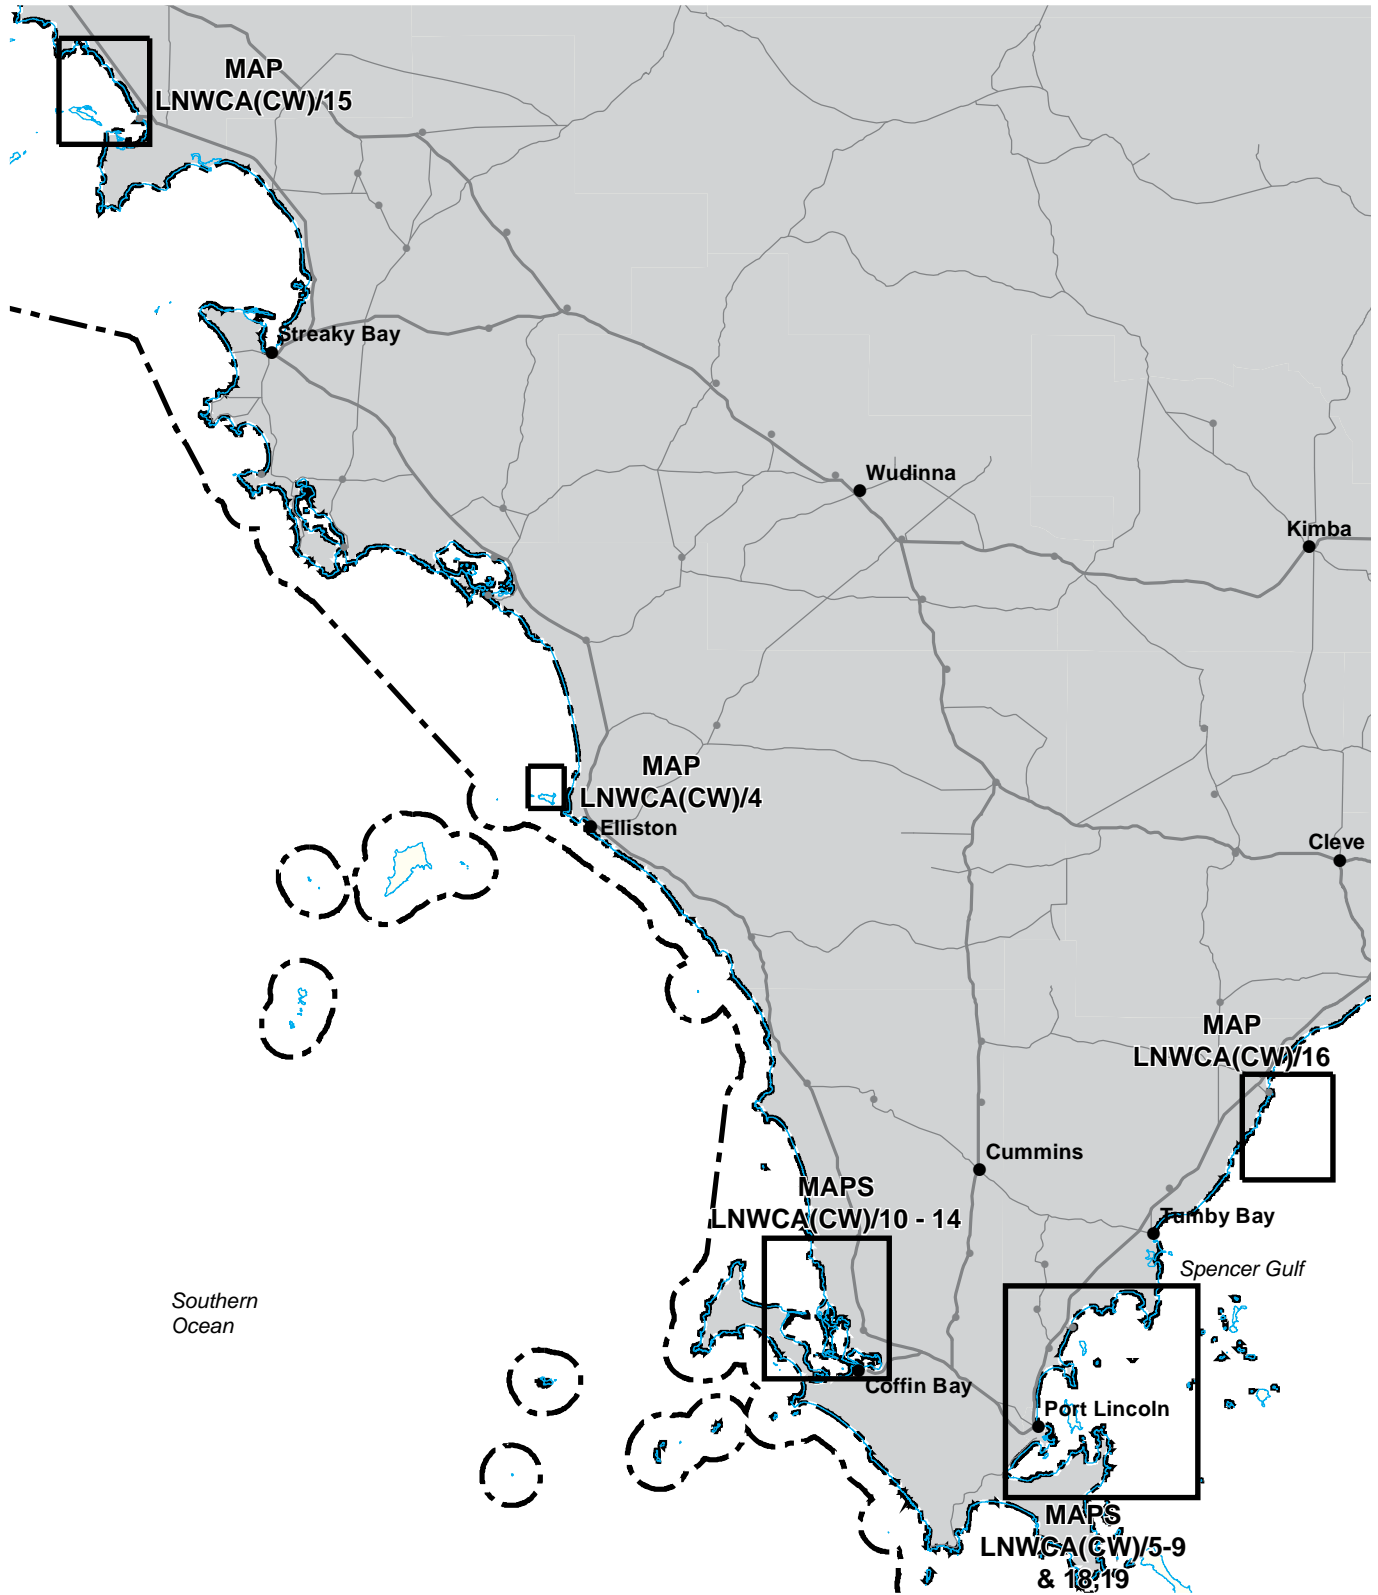 MAP
LNWCA(CW)/15
Streaky Bay
Wudinna
Kimba
MAP
LNWCA(CW)/4
Elliston
Cleve
MAP
LNWCA(CW)/16
Cummins
MAPS
LNWCA(CW)/10 - 14
Tumby Bay
Spencer Gulf
Southern
Ocean
Coffin Bay
Port Lincoln
MAPS
LNWCA(CW)/5-9
& 18,19